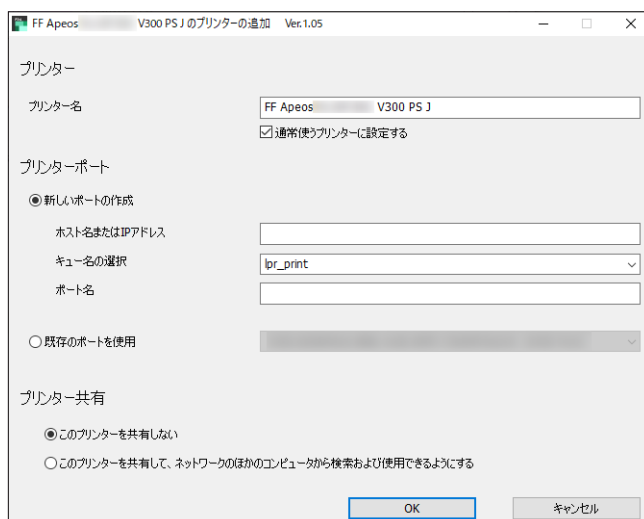 FF Apeos V300 PS J のプリンターの追加 Ver.1.05
プリンター
プリンター名
FF Apeos V300 PS J
通常使うプリンターに設定する
プリンターポート
新しいポートの作成
ホスト名またはIPアドレス
キュー名の選択
lpr_print
ポート名
既存のポートを使用
プリンター共有
このプリンターを共有しない
このプリンターを共有して、ネットワークのほかのコンピュータから検索および使用できるようにする
OK
キャンセル